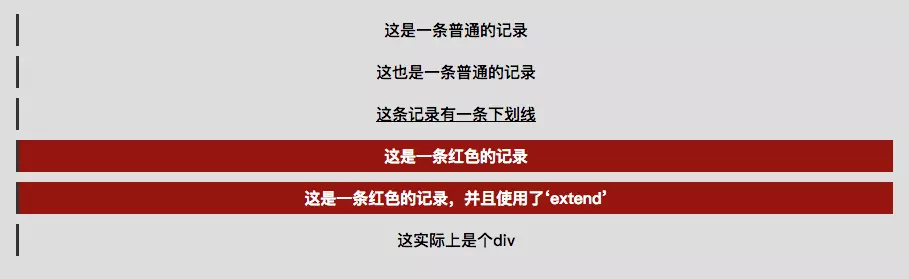 这是一条普通的记录
这也是一条普通的记录
这条记录有一条下划线
这是一条红色的记录
这是一条红色的记录，并且使用了‘extend’
这实际上是个div